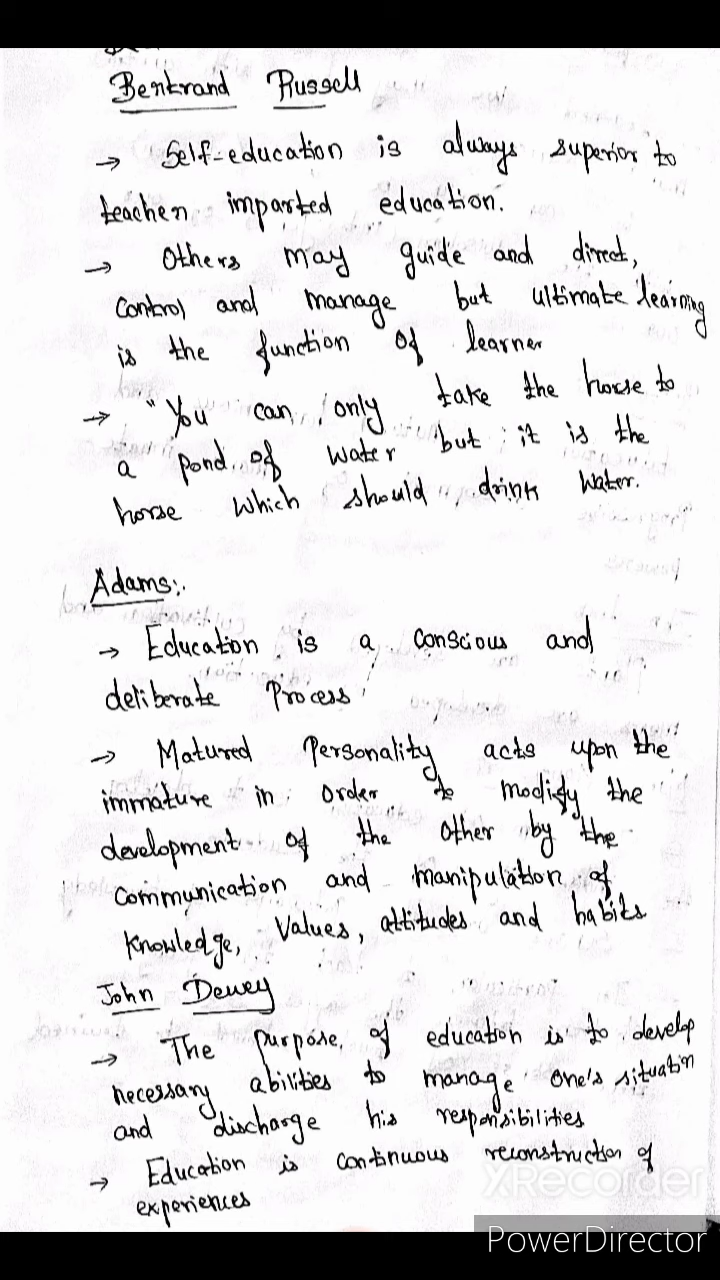 Bertrand Russell
→ Self-education is always superior to
teacher imparted education.
→ Others may guide and direct,
control and manage but ultimate learning
is the function of learner
→ "You can only take the horse to
a pond of water but it is the
horse which should drink water.
Adams:
→ Education is a conscious and
deliberate Process
→ Matured Personality acts upon the
immature in order to modify the
development of the other by the
communication and manipulation of
Knowledge, Values, attitudes and habits
John Dewey
→ The purpose of education is to develop
necessary abilities to manage one's situatin
and discharge his responsibilities
→ Education is continuous reconstruction of
experiences
XRecorder
PowerDirector